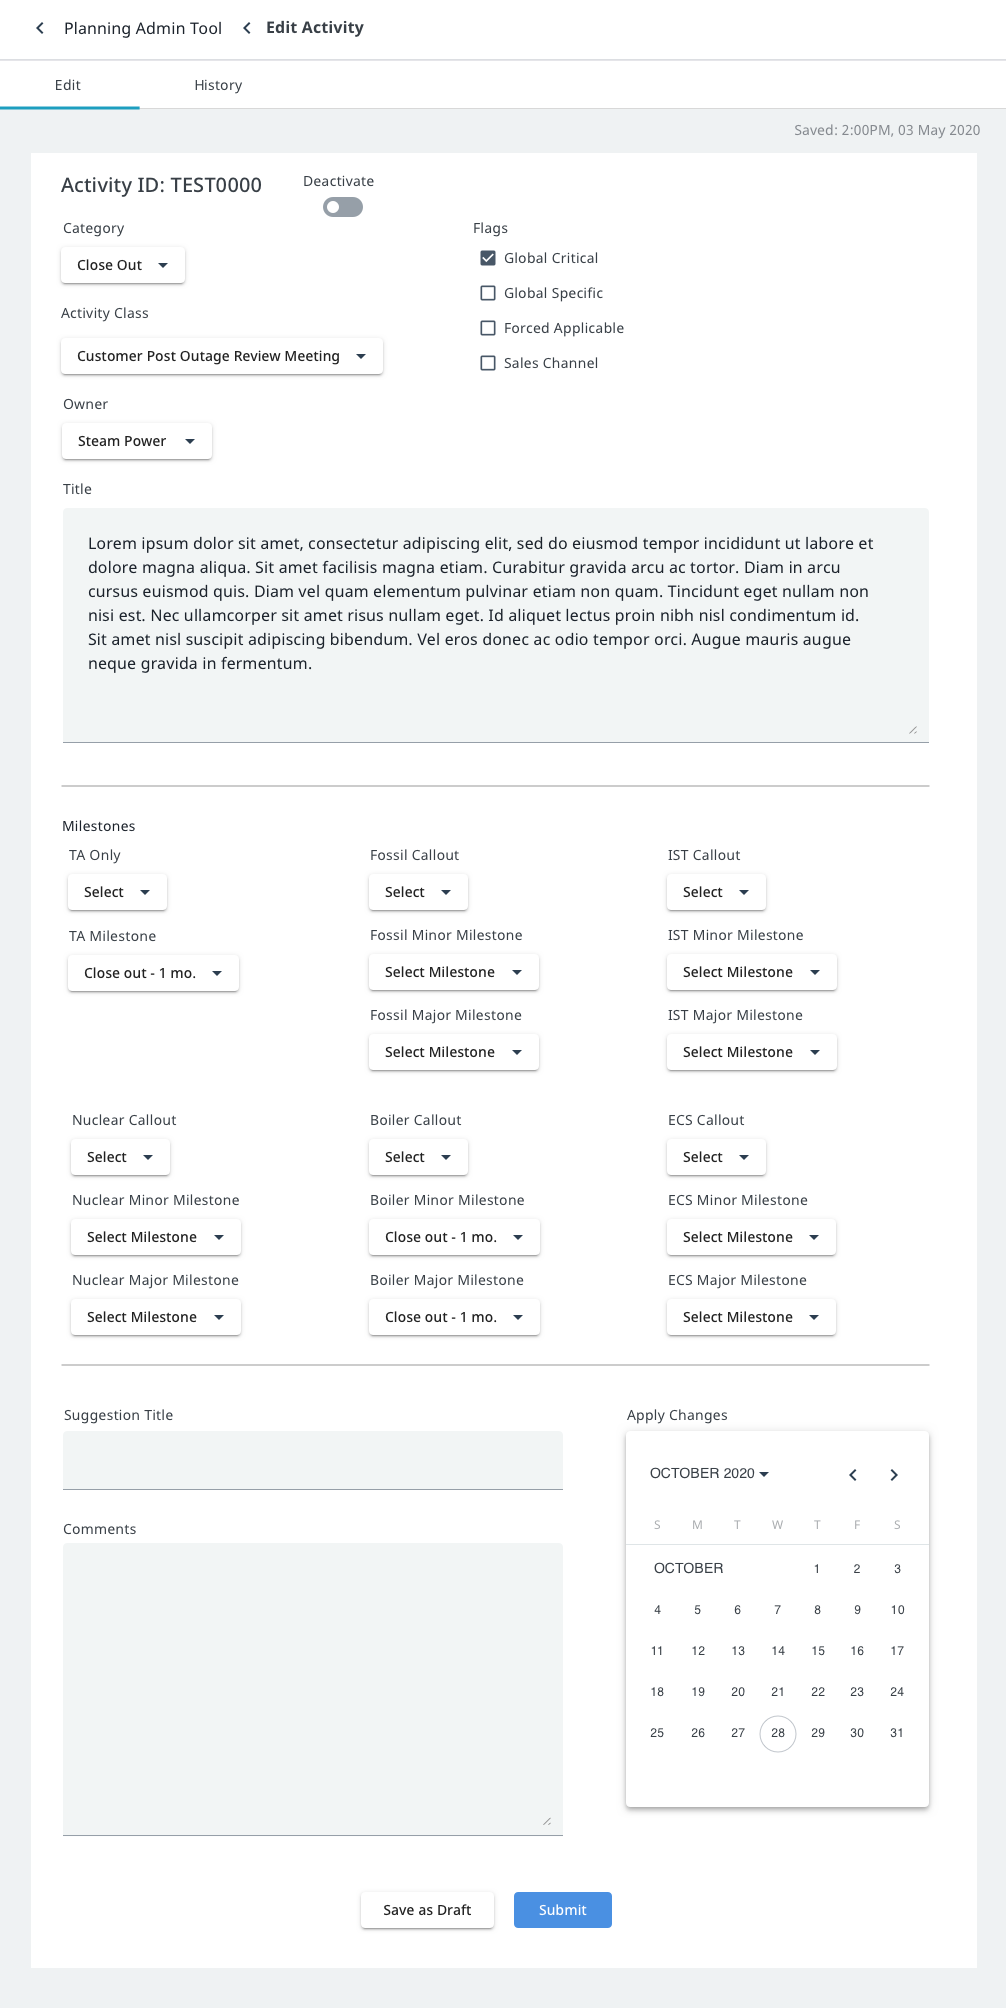 Planning Admin Tool Edit Activity
Edit History
Saved: 2:00PM, 03 May 2020
Activity ID: TEST0000
Deactivate
Category
Close Out
Activity Class
Customer Post Outage Review Meeting
Owner
Steam Power
Flags
Global Critical
Global Specific
Forced Applicable
Sales Channel
Title
Lorem ipsum dolor sit amet, consectetur adipiscing elit, sed do eiusmod tempor incididunt ut labore et
dolore magna aliqua. Sit amet facilisis magna etiam. Curabitur gravida arcu ac tortor. Diam in arcu
cursus euismod quis. Diam vel quam elementum pulvinar etiam non quam. Tincidunt eget nullam non
nisi est. Nec ullamcorper sit amet risus nullam eget. Id aliquet lectus proin nibh nisl condimentum id.
Sit amet nisl suscipit adipiscing bibendum. Vel eros donec ac odio tempor orci. Augue mauris augue
neque gravida in fermentum.
Milestones
TA Only
Select
TA Milestone
Close out - 1 mo.
Fossil Callout
Select
Fossil Minor Milestone
Select Milestone
Fossil Major Milestone
Select Milestone
IST Callout
Select
IST Minor Milestone
Select Milestone
IST Major Milestone
Select Milestone
Nuclear Callout
Select
Nuclear Minor Milestone
Select Milestone
Nuclear Major Milestone
Select Milestone
Boiler Callout
Select
Boiler Minor Milestone
Close out - 1 mo.
Boiler Major Milestone
Close out - 1 mo.
ECS Callout
Select
ECS Minor Milestone
Select Milestone
ECS Major Milestone
Select Milestone
Suggestion Title
Comments
Apply Changes
OCTOBER 2020
S M T W T F S
OCTOBER 1 2 3
4 5 6 7 8 9 10
11 12 13 14 15 16 17
18 19 20 21 22 23 24
25 26 27 28 29 30 31
Save as Draft Submit